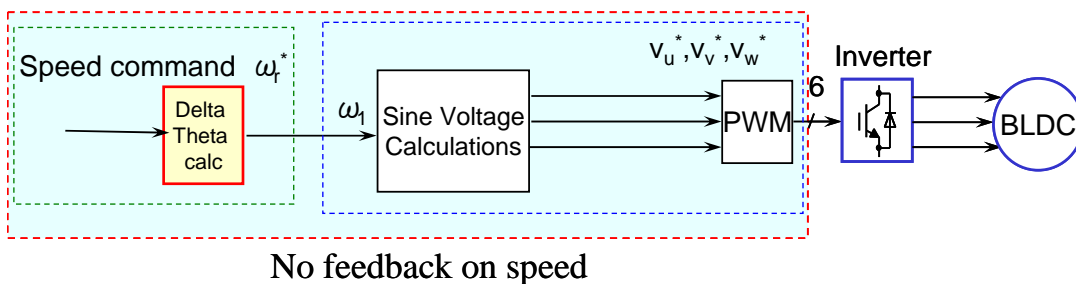 Speed command ωr*
Delta
Theta
calc
ω1
Sine Voltage
Calculations
vu*,vv*,vw*
PWM
6
Inverter
BLDC
No feedback on speed